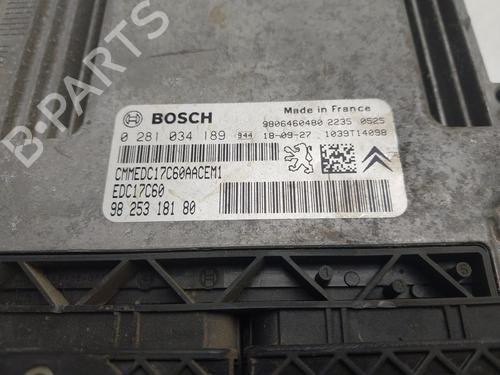 B-PARTS
BOSCH
Made in France
0 281 034 189 944 18-09-27
9806460480 2235 0525
1039T14098
CMMEDC17C60AACEM1
EDC17C60
98 253 181 80